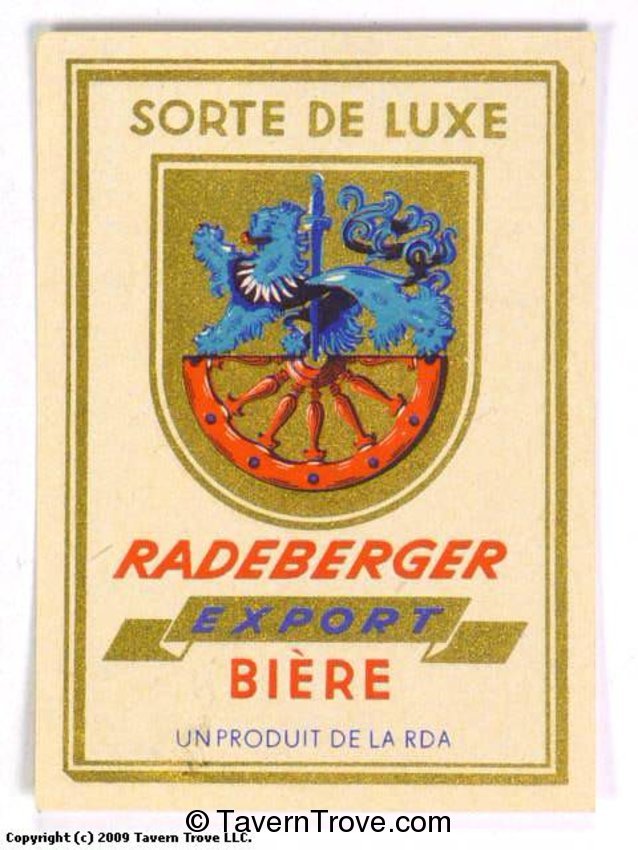 SORTE DE LUXE
RADEBERGER
EXPORT
BIÈRE
UN PRODUIT DE LA RDA
Copyright (c) 2009 Tavern Trove LLC.
© TavernTrove.com